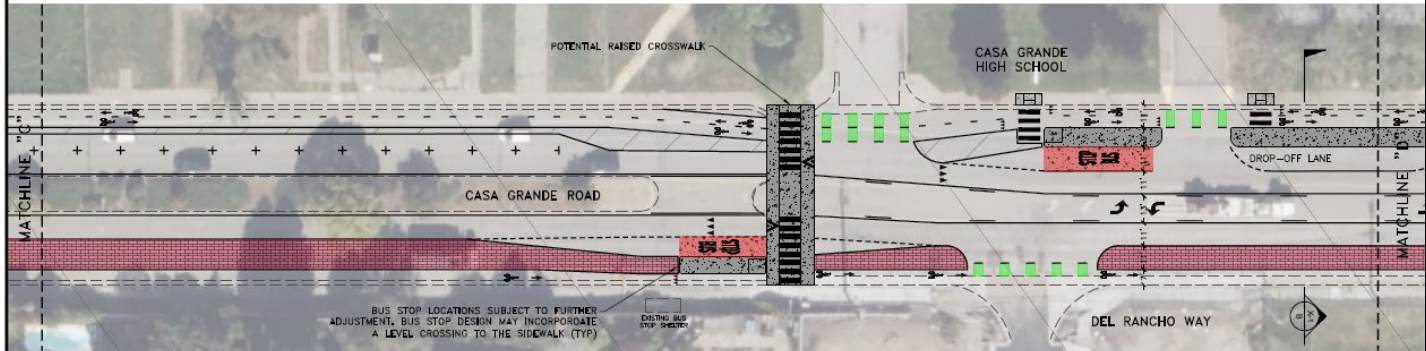 POTENTIAL RAISED CROSSWALK
CASA GRANDE
HIGH SCHOOL
MATCHLINE "C"
CASA GRANDE ROAD
DROP-OFF LANE
MATCHLINE "D"
BUS STOP LOCATIONS SUBJECT TO FURTHER
ADJUSTMENT. BUS STOP DESIGN MAY INCORPOROATE
A LEVEL CROSSING TO THE SIDEWALK (TYP)
EXISTING BUS
STOP SHELTER
DEL RANCHO WAY